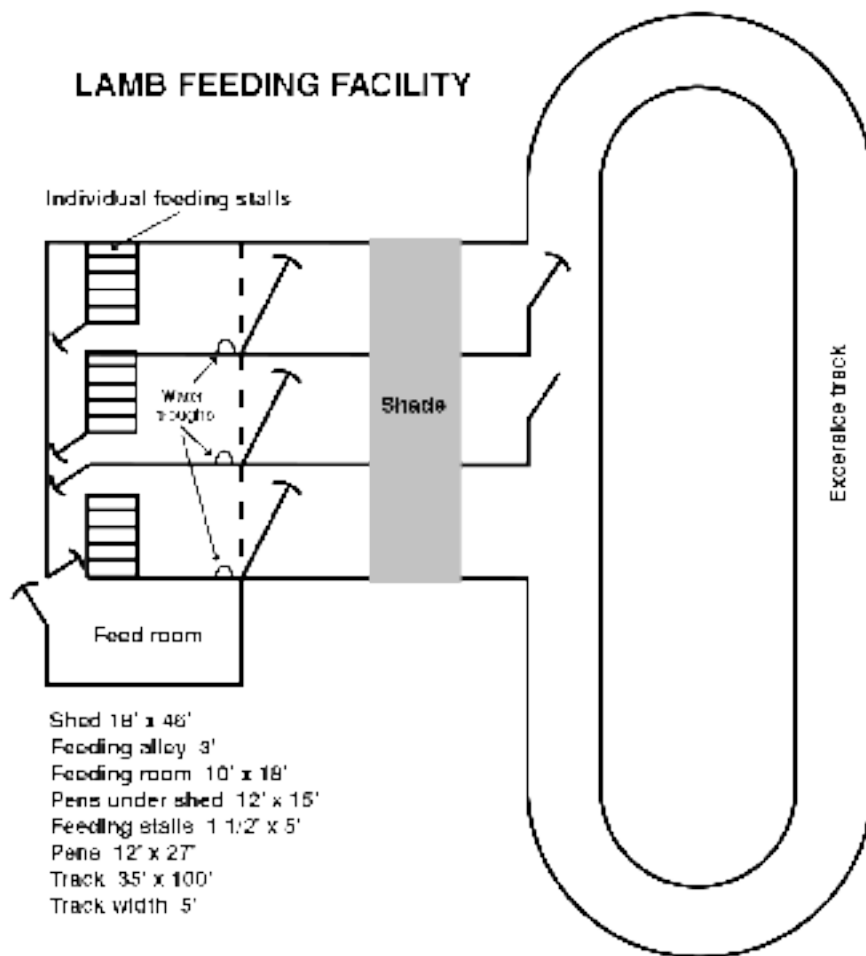 LAMB FEEDING FACILITY
Individual feeding stalls
Water
troughs
Shade
Exceraice track
Feed room
Shed 18' x 46'
Feeding alley 3'
Feeding room 10' x 18'
Pens under shed 12' x 15'
Feeding stalls 1 1/2' x 5'
Pens 12' x 27'
Track 35' x 100'
Track width 5'